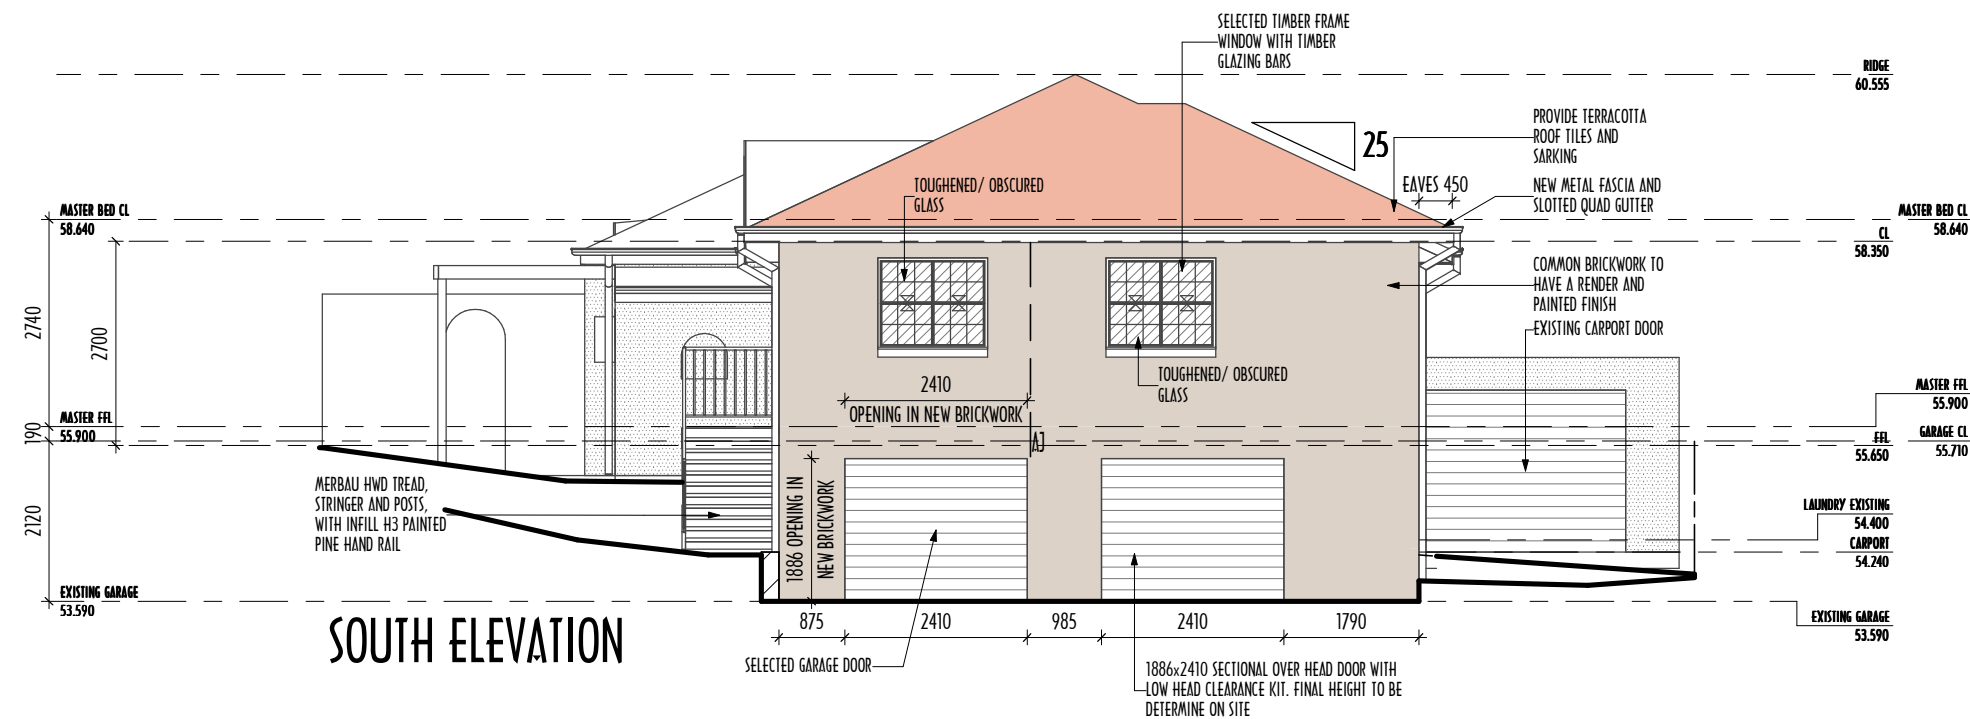 SELECTED TIMBER FRAME
WINDOW WITH TIMBER
GLAZING BARS
RIDGE
60.555
PROVIDE TERRACOTTA
ROOF TILES AND
SARKING
25
TOUGHENED/ OBSCURED
GLASS
EAVES 450
NEW METAL FASCIA AND
SLOTTED QUAD GUTTER
MASTER BED CL
58.640
MASTER BED CL
58.640
CL
58.350
COMMON BRICKWORK TO
HAVE A RENDER AND
PAINTED FINISH
EXISTING CARPORT DOOR
2740
2700
TOUGHENED/ OBSCURED
GLASS
2410
OPENING IN NEW BRICKWORK
MASTER FFL
55.900
MASTER FFL
55.900
190
AJ
FFL
55.650
GARAGE CL
55.710
MERBAU HWD TREAD,
STRINGER AND POSTS,
WITH INFILL H3 PAINTED
PINE HAND RAIL
1886 OPENING IN
NEW BRICKWORK
2120
LAUNDRY EXISTING
54.400
CARPORT
54.240
EXISTING GARAGE
53.590
EXISTING GARAGE
53.590
SOUTH ELEVATION
875
2410
985
2410
1790
SELECTED GARAGE DOOR
1886x2410 SECTIONAL OVER HEAD DOOR WITH
LOW HEAD CLEARANCE KIT. FINAL HEIGHT TO BE
DETERMINE ON SITE